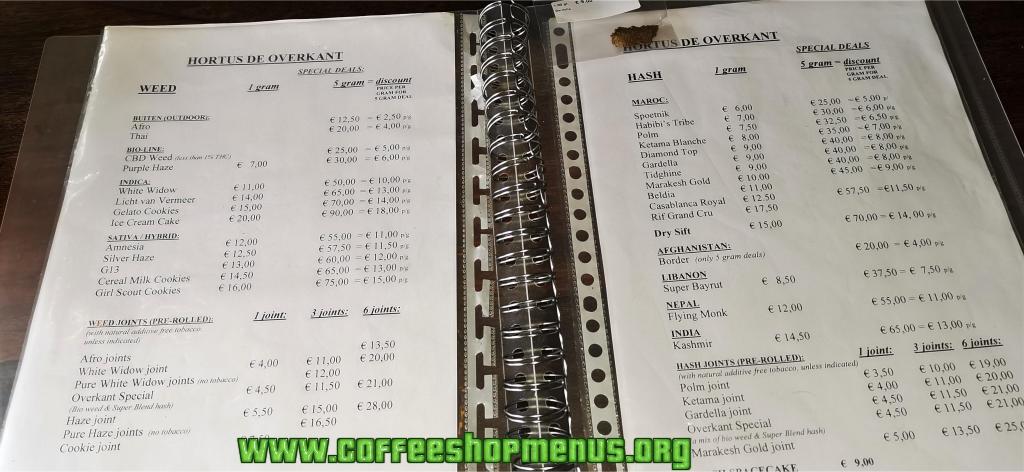 HORTUS DE OVERKANT
SPECIAL DEALS:
WEED 1 gram 5 gram = discount
PRICE PER
GRAM FOR
5 GRAM DEAL
BUITEN (OUTDOOR):
Afro € 12,50 = € 2,50 p/g
Thai € 20,00 = € 4,00 p/g
BIO-LINE:
CBD Weed (less than 1% THC) € 25,00 = € 5,00 p/g
Purple Haze € 7,00 € 30,00 = € 6,00 p/g
INDICA:
White Widow € 11,00 € 50,00 = € 10,00 p/g
Licht van Vermeer € 14,00 € 65,00 = € 13,00 p/g
Gelato Cookies € 15,00 € 70,00 = € 14,00 p/g
Ice Cream Cake € 20,00 € 90,00 = € 18,00 p/g
SATIVA / HYBRID:
Amnesia € 12,00 € 55,00 = € 11,00 p/g
Silver Haze € 12,50 € 57,50 = € 11,50 p/g
G13 € 13,00 € 60,00 = € 12,00 p/g
Cereal Milk Cookies € 14,50 € 65,00 = € 13,00 p/g
Girl Scout Cookies € 16,00 € 75,00 = € 15,00 p/g
WEED JOINTS (PRE-ROLLED): 1 joint: 3 joints: 6 joints:
(with natural additive free tobacco,
unless indicated)
Afro joints € 13,50
White Widow joint € 4,00 € 11,00 € 20,00
Pure White Widow joints (no tobacco) € 12,00
Overkant Special € 4,50 € 11,50 € 21,00
(Bio weed & Super Blend hash)
Haze joint € 5,50 € 15,00 € 28,00
Pure Haze joints (no tobacco) € 16,50
Cookie joint
HORTUS DE OVERKANT
SPECIAL DEALS
HASH 1 gram 5 gram = discount
PRICE PER
GRAM FOR
5 GRAM DEAL
MAROC:
Spoetnik € 6,00 € 25,00 = € 5,00 p/
Habibi's Tribe € 7,00 € 30,00 = € 6,00 p/g
Polm € 7,50 € 32,50 = € 6,50 p/g
Ketama Blanche € 8,00 € 35,00 = € 7,00 p/g
Diamond Top € 9,00 € 40,00 = € 8,00 p/g
Gardella € 9,00 € 40,00 = € 8,00 p/g
Tidghine € 9,00 € 40,00 = € 8,00 p/g
Marakesh Gold € 10,00 € 45,00 = € 9,00 p/g
Beldia € 11,00
Casablanca Royal € 12,50 € 57,50 = € 11,50 p/g
Rif Grand Cru € 17,50
Dry Sift € 15,00 € 70,00 = € 14,00 p/g
AFGHANISTAN:
Border (only 5 gram deals) € 20,00 = € 4,00 p/g
LIBANON
Super Bayrut € 8,50 € 37,50 = € 7,50 p/g
NEPAL
Flying Monk € 12,00 € 55,00 = € 11,00 p/g
INDIA
Kashmir € 14,50 € 65,00 = € 13,00 p/g
HASH JOINTS (PRE-ROLLED): 1 joint: 3 joints: 6 joints:
(with natural additive free tobacco, unless indicated)
Polm joint € 3,50 € 10,00 € 19,00
Ketama joint € 4,00 € 11,00 € 20,00
Gardella joint € 4,50 € 11,50 € 21,00
Overkant Special € 4,50 € 11,50 € 21,00
(a mix of bio weed & Super Blend hash)
Marakesh Gold joint € 5,00 € 13,50 € 25,
SPACECAKE € 9,00
www.coffeeshopmenus.org